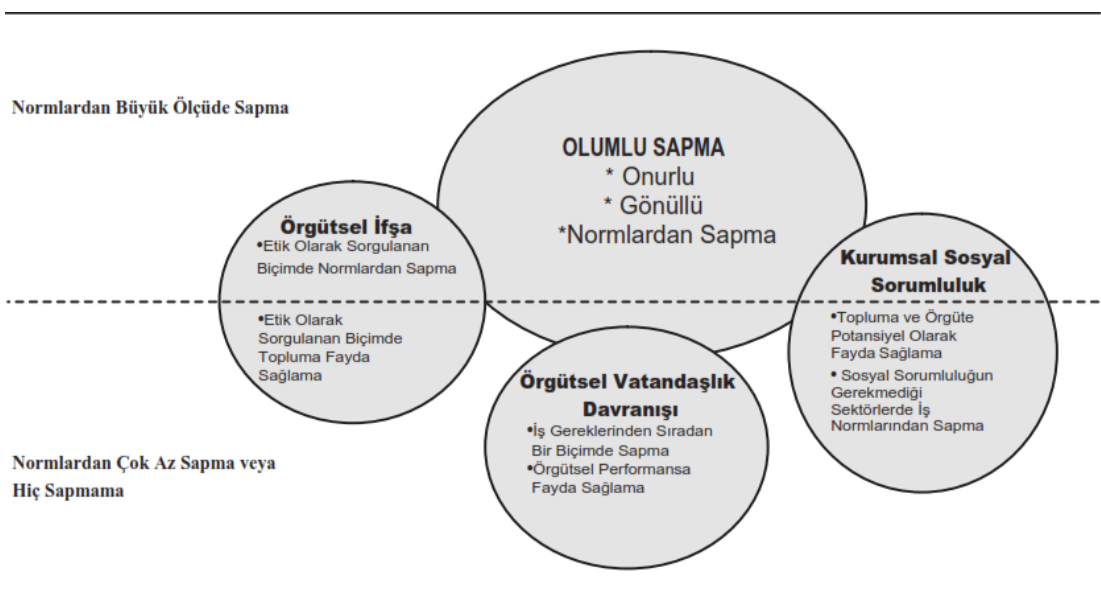 Normlardan Büyük Ölçüde Sapma
OLUMLU SAPMA
* Onurlu
* Gönüllü
*Normlardan Sapma
Örgütsel İfşa
•Etik Olarak Sorgulanan
Biçimde Normlardan Sapma
•Etik Olarak
Sorgulanan Biçimde
Topluma Fayda
Sağlama
Kurumsal Sosyal
Sorumluluk
•Topluma ve Örgüte
Potansiyel Olarak
Fayda Sağlama
• Sosyal Sorumluluğun
Gerekmediği
Sektörlerde İş
Normlarından Sapma
Örgütsel Vatandaşlık
Davranışı
•İş Gereklerinden Sıradan
Bir Biçimde Sapma
•Örgütsel Performansa
Fayda Sağlama
Normlardan Çok Az Sapma veya
Hiç Sapmama